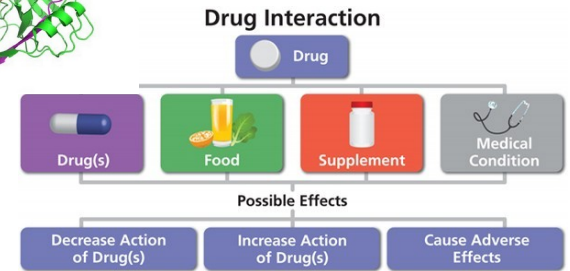 Drug Interaction
Drug
Drug(s)
Food
Supplement
Medical
Condition
Possible Effects
Decrease Action
of Drug(s)
Increase Action
of Drug(s)
Cause Adverse
Effects